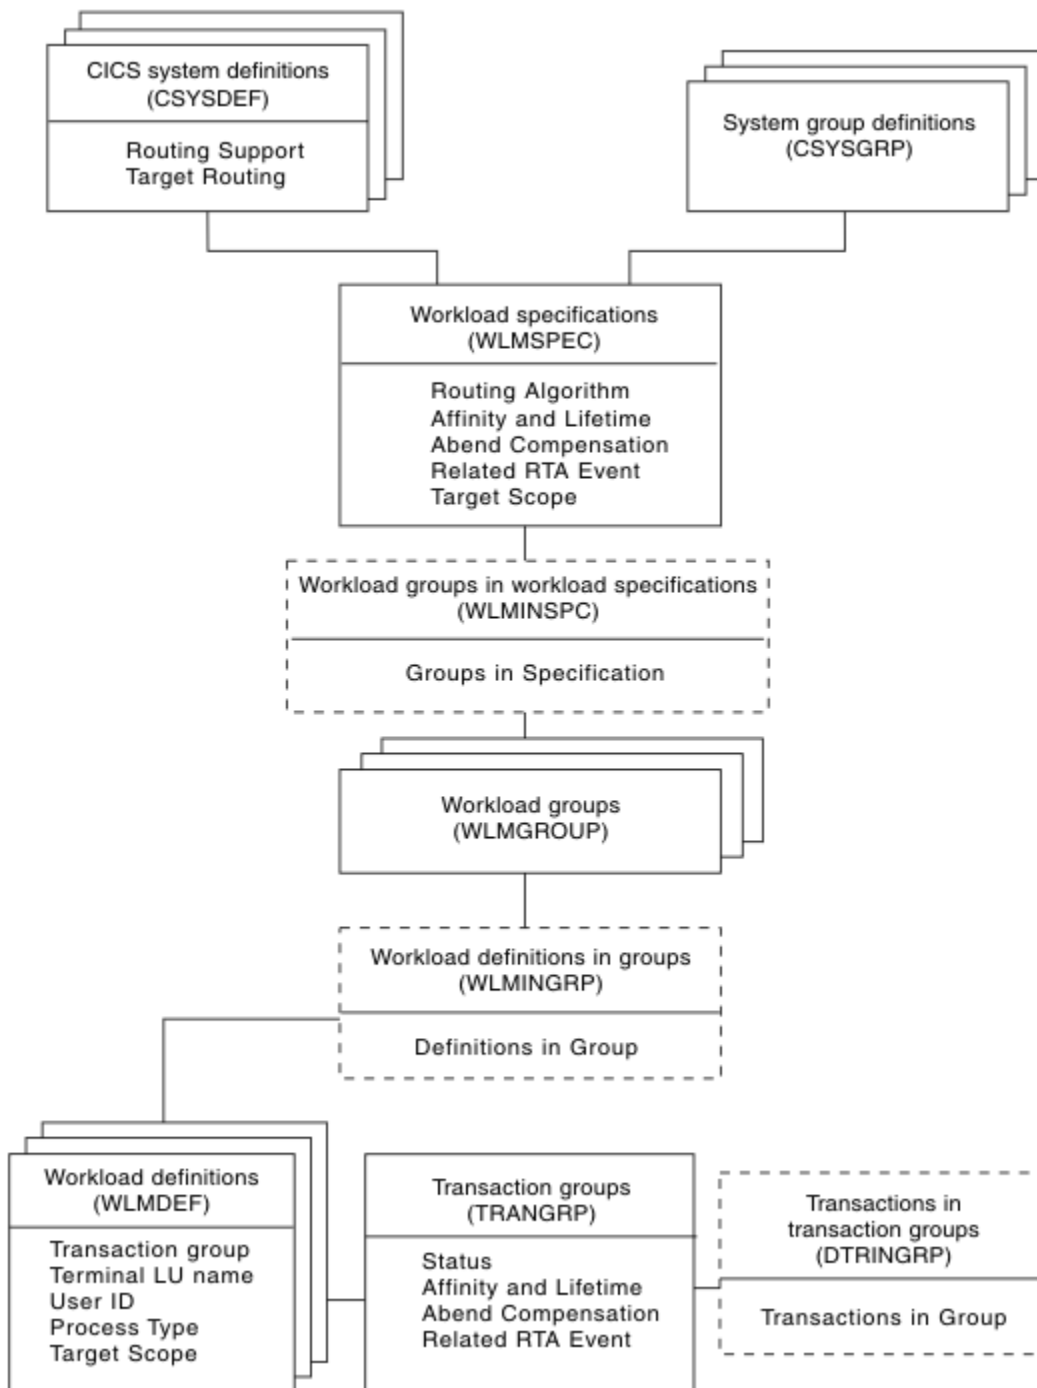 CICS system definitions
(CSYSDEF)
Routing Support
Target Routing
System group definitions
(CSYSGRP)
Workload specifications
(WLMSPEC)
Routing Algorithm
Affinity and Lifetime
Abend Compensation
Related RTA Event
Target Scope
Workload groups in workload specifications
(WLMINSPC)
Groups in Specification
Workload groups
(WLMGROUP)
Workload definitions in groups
(WLMINGRP)
Definitions in Group
Workload definitions
(WLMDEF)
Transaction group
Terminal LU name
User ID
Process Type
Target Scope
Transaction groups
(TRANGRP)
Status
Affinity and Lifetime
Abend Compensation
Related RTA Event
Transactions in
transaction groups
(DTRINGRP)
Transactions in Group